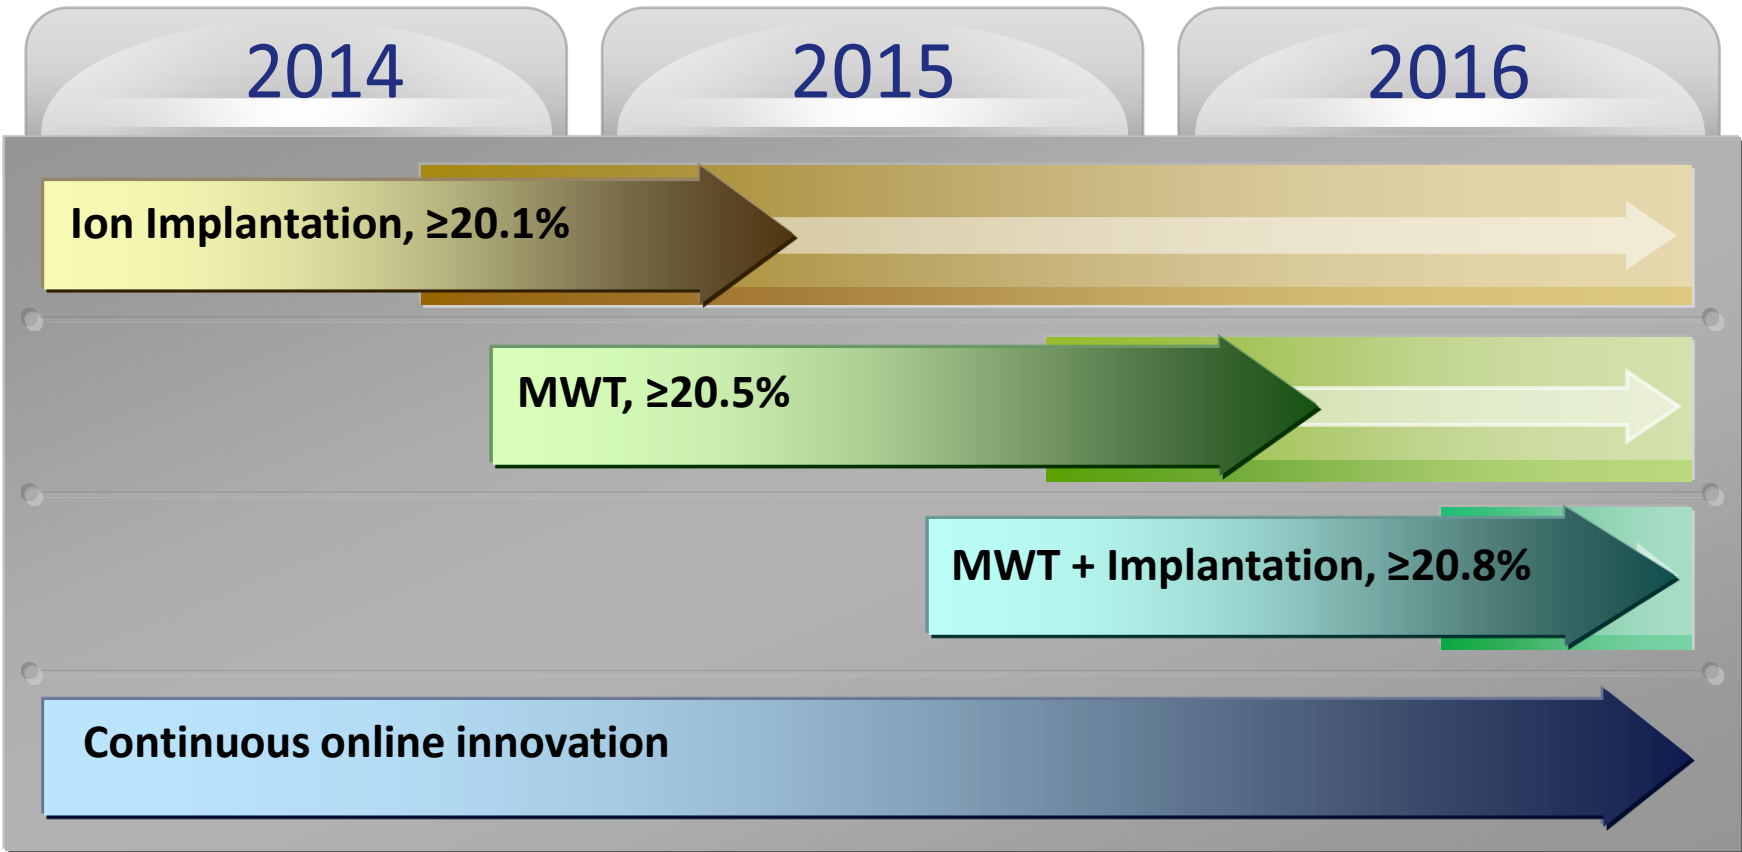 2014
2015
2016
Ion Implantation, ≥20.1%
MWT, ≥20.5%
MWT + Implantation, ≥20.8%
Continuous online innovation